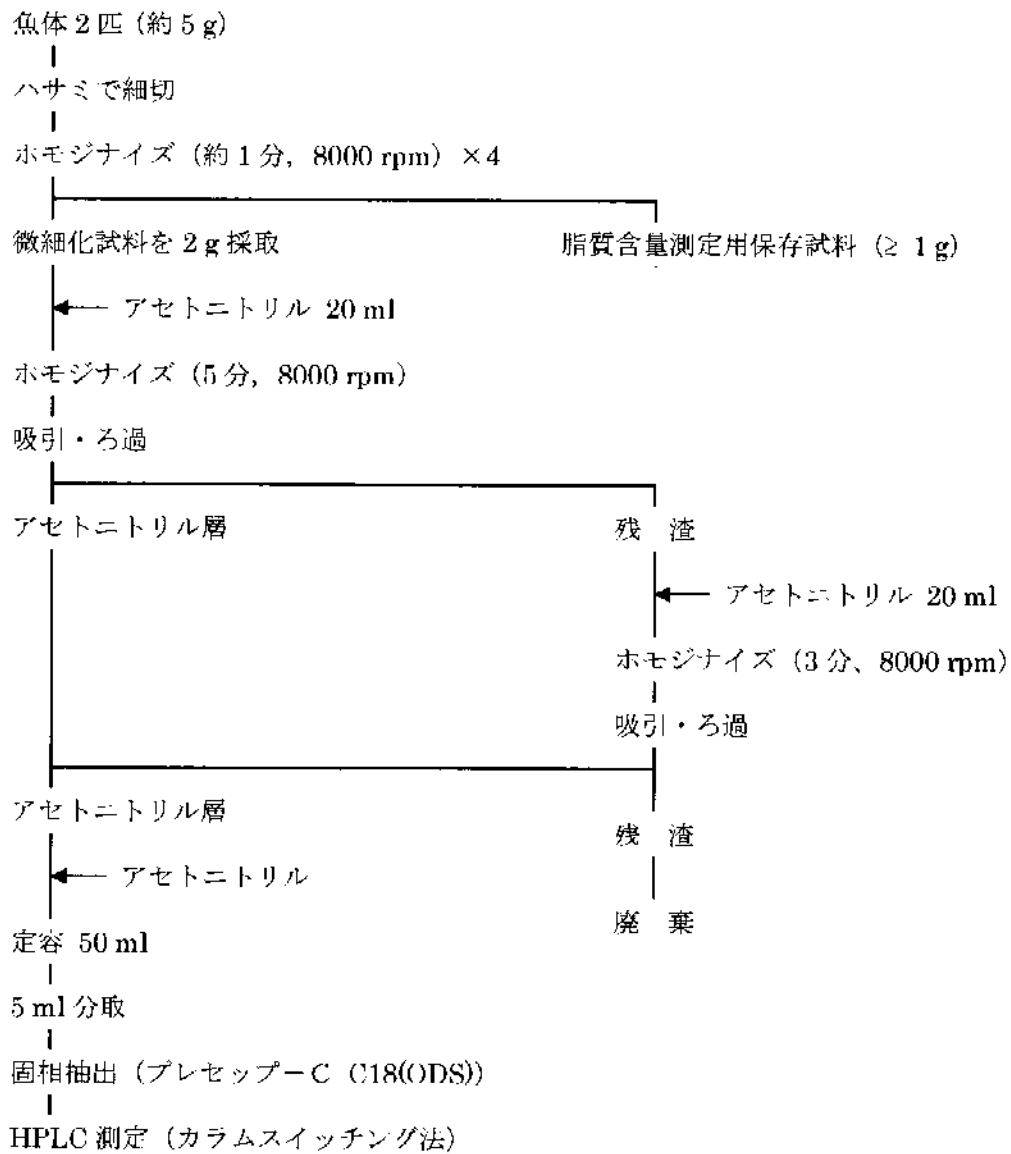 魚体 2 匹 (約 5 g)
ハサミで細切
ホモジナイズ (約 1 分, 8000 rpm) ×4
微細化試料を 2 g 採取
脂質含量測定用保存試料 (≥ 1 g)
アセトニトリル 20 ml
ホモジナイズ (5 分, 8000 rpm)
吸引・ろ過
アセトニトリル層
残 渣
アセトニトリル 20 ml
ホモジナイズ (3 分、8000 rpm)
吸引・ろ過
アセトニトリル層
残 渣
アセトニトリル
廃 棄
定容 50 ml
5 ml 分取
固相抽出 (プレセップーC C18(ODS))
HPLC 測定 (カラムスイッチング法)